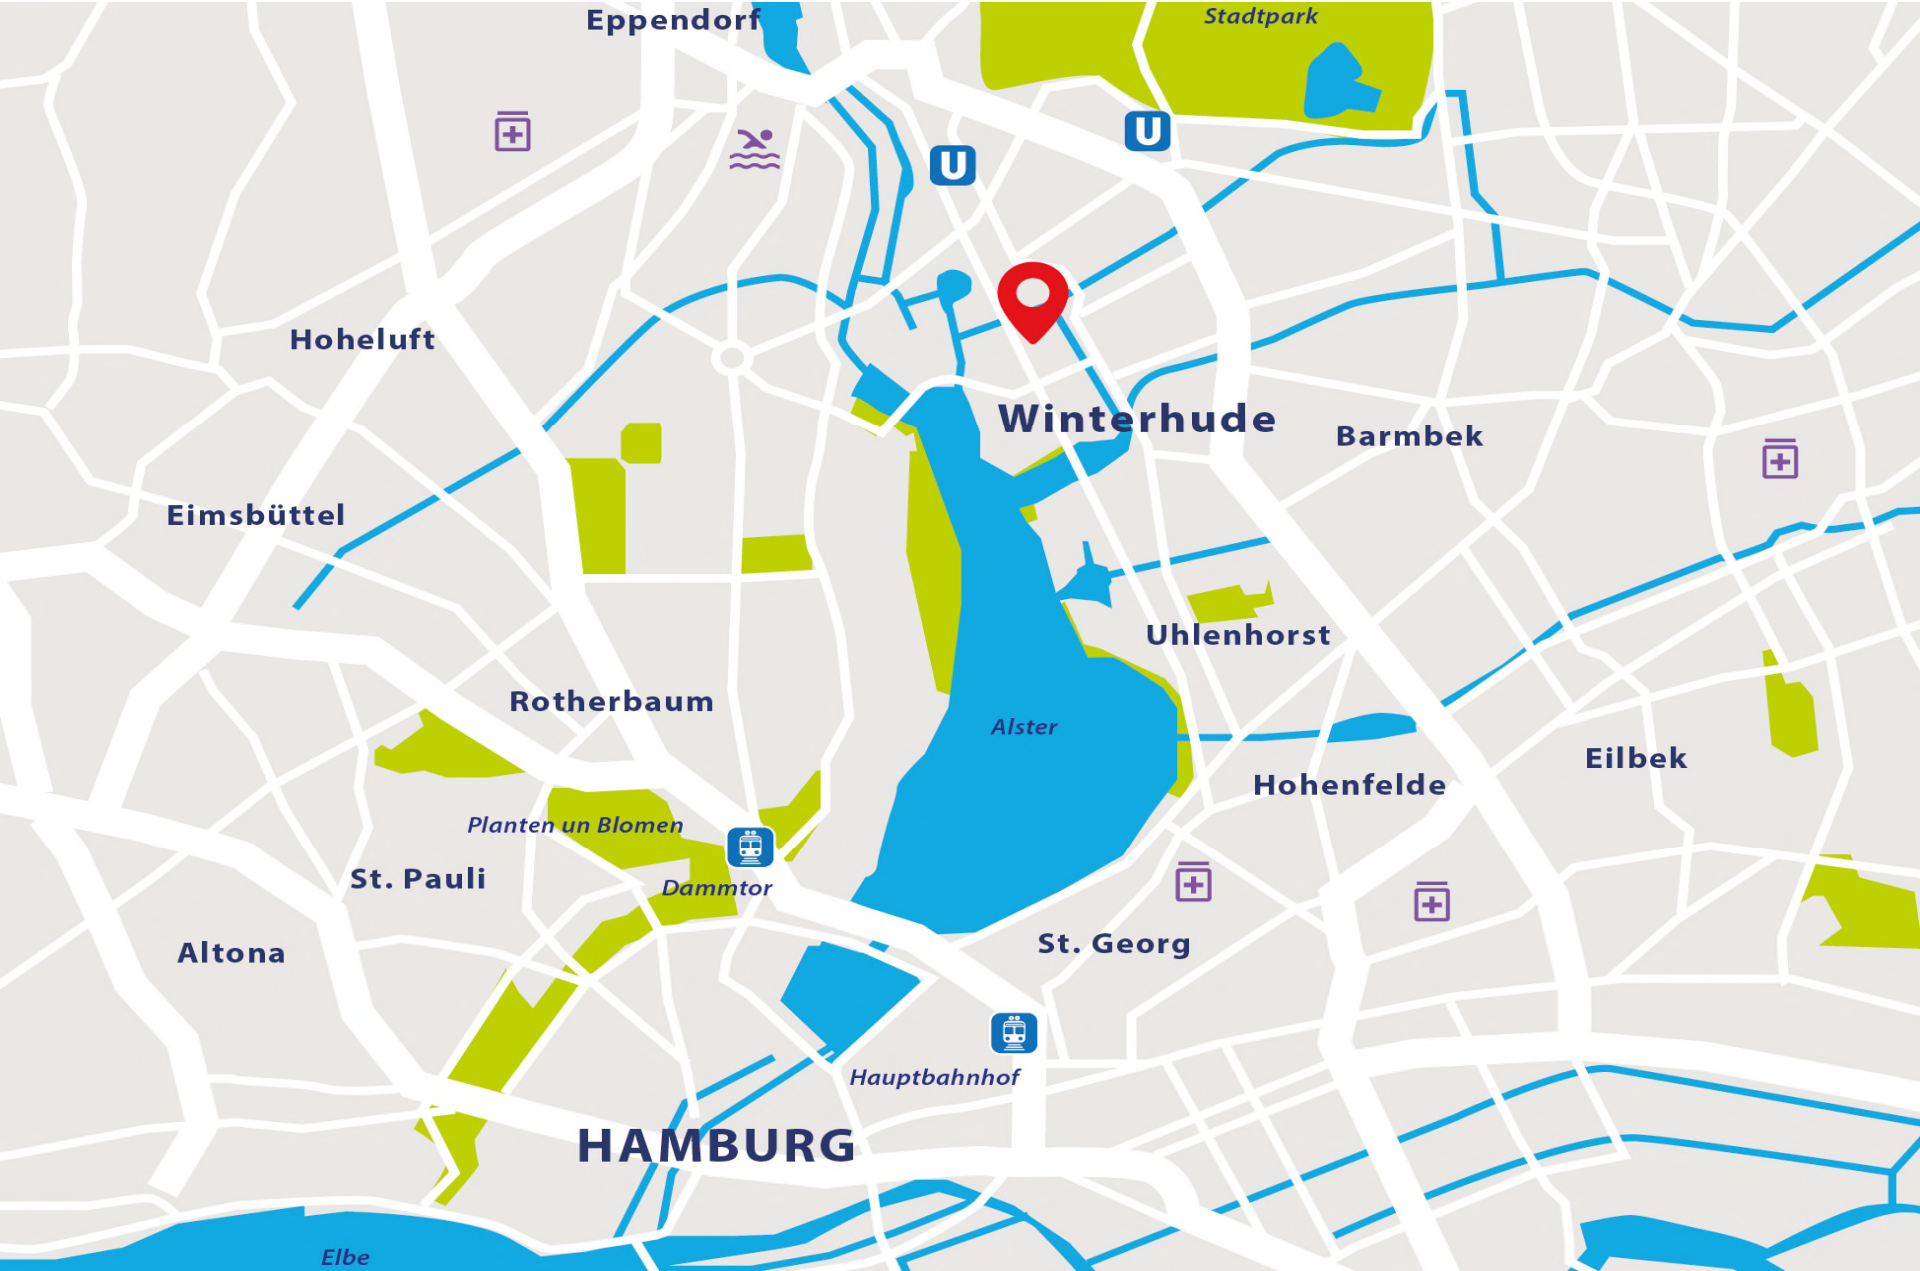 Stadtpark
Eppendorf
U
U
Hoheluft
Winterhude
Barmbek
Eimsbüttel
Uhlenhorst
Rotherbaum
Alster
Eilbek
Hohenfelde
Planten un Blomen
St. Pauli
Dammtor
St. Georg
Altona
Hauptbahnhof
HAMBURG
Elbe